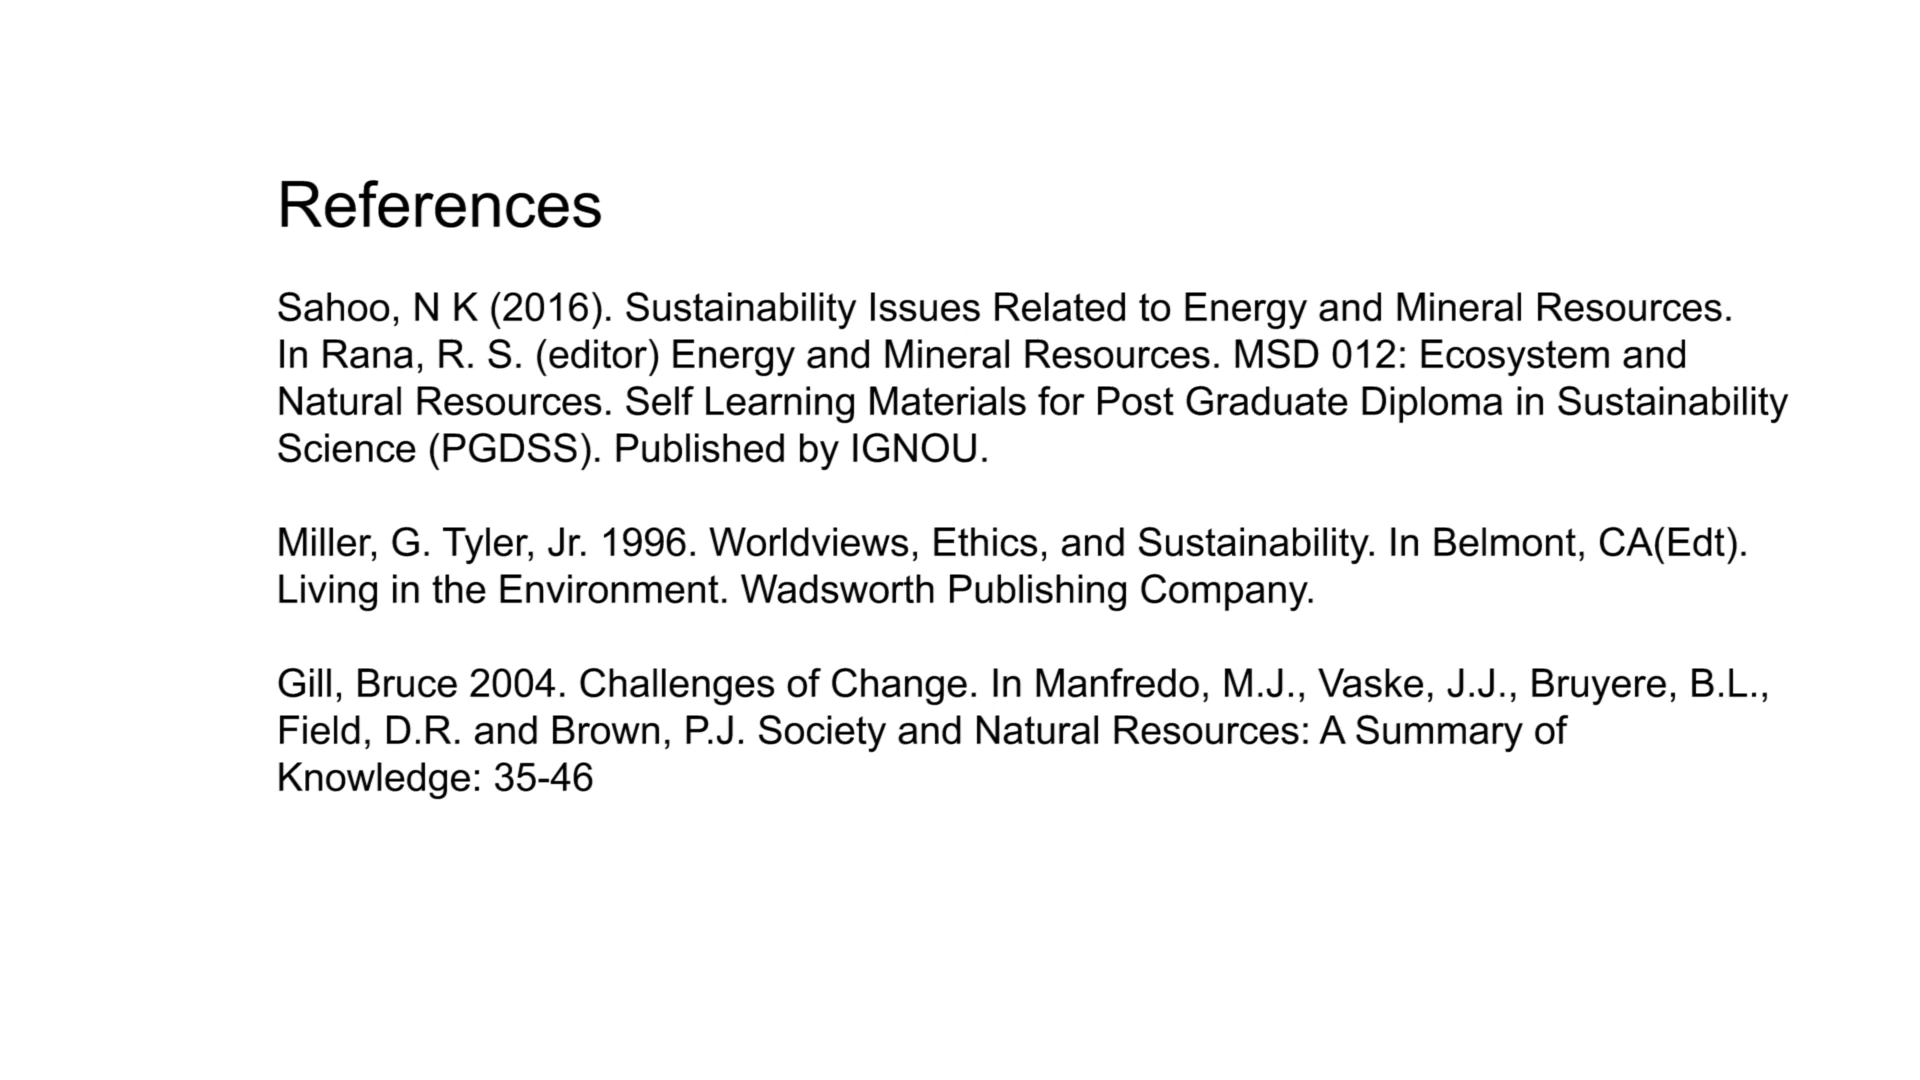 References
Sahoo, N K (2016). Sustainability Issues Related to Energy and Mineral Resources.
In Rana, R. S. (editor) Energy and Mineral Resources. MSD 012: Ecosystem and
Natural Resources. Self Learning Materials for Post Graduate Diploma in Sustainability
Science (PGDSS). Published by IGNOU.
Miller, G. Tyler, Jr. 1996. Worldviews, Ethics, and Sustainability. In Belmont, CA(Edt).
Living in the Environment. Wadsworth Publishing Company.
Gill, Bruce 2004. Challenges of Change. In Manfredo, M.J., Vaske, J.J., Bruyere, B.L.,
Field, D.R. and Brown, P.J. Society and Natural Resources: A Summary of
Knowledge: 35-46